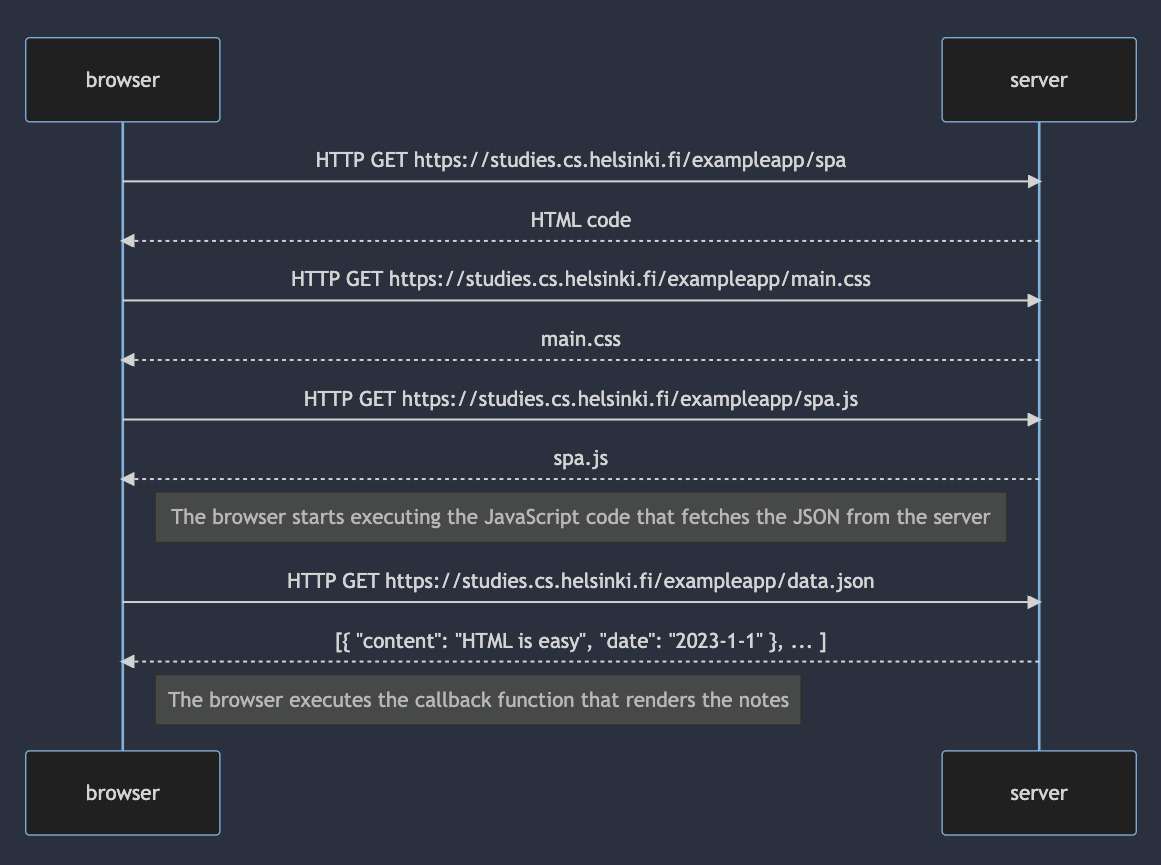 browser
server
HTTP GET https://studies.cs.helsinki.fi/exampleapp/spa
HTML code
HTTP GET https://studies.cs.helsinki.fi/exampleapp/main.css
main.css
HTTP GET https://studies.cs.helsinki.fi/exampleapp/spa.js
spa.js
The browser starts executing the JavaScript code that fetches the JSON from the server
HTTP GET https://studies.cs.helsinki.fi/exampleapp/data.json
[{ "content": "HTML is easy", "date": "2023-1-1" }, ... ]
The browser executes the callback function that renders the notes
browser
server